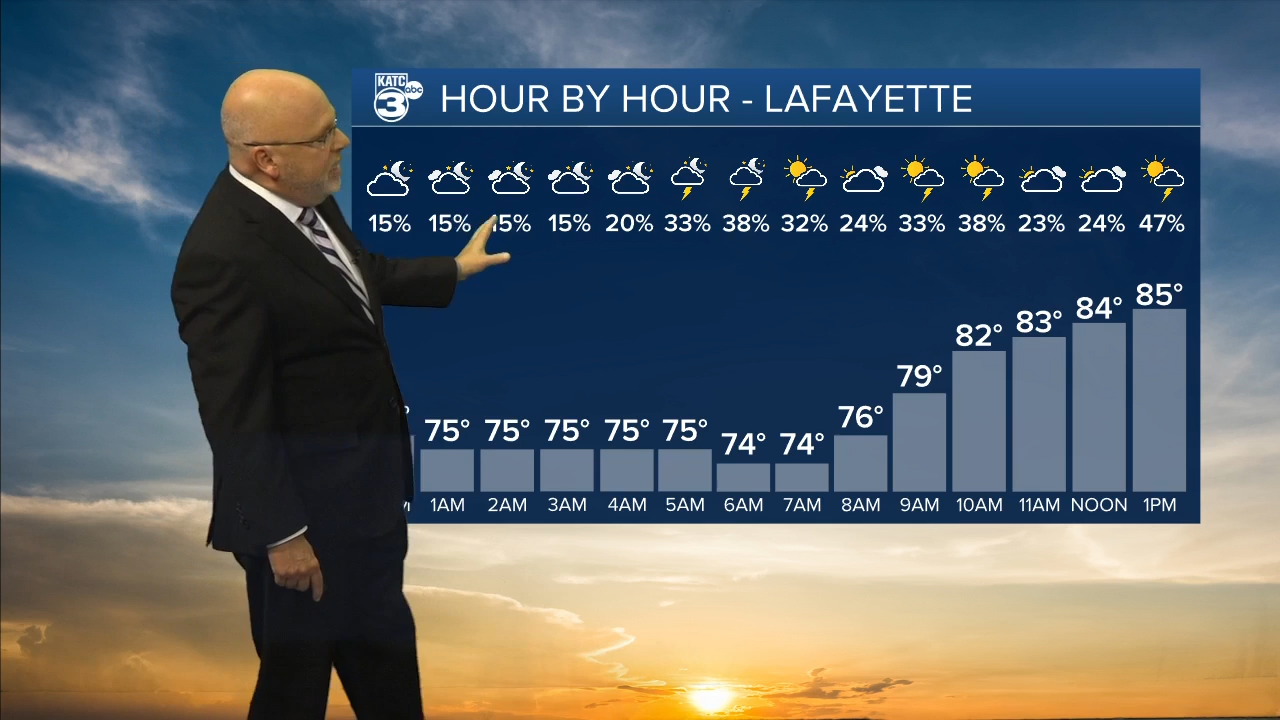 KATC
abc
3
HOUR BY HOUR - LAFAYETTE
15% 15% 15% 15% 20% 33% 38% 32% 24% 33% 38% 23% 24% 47%
75° 75° 75° 75° 75° 74° 74° 76° 79° 82° 83° 84° 85°
1AM 2AM 3AM 4AM 5AM 6AM 7AM 8AM 9AM 10AM 11AM NOON 1PM